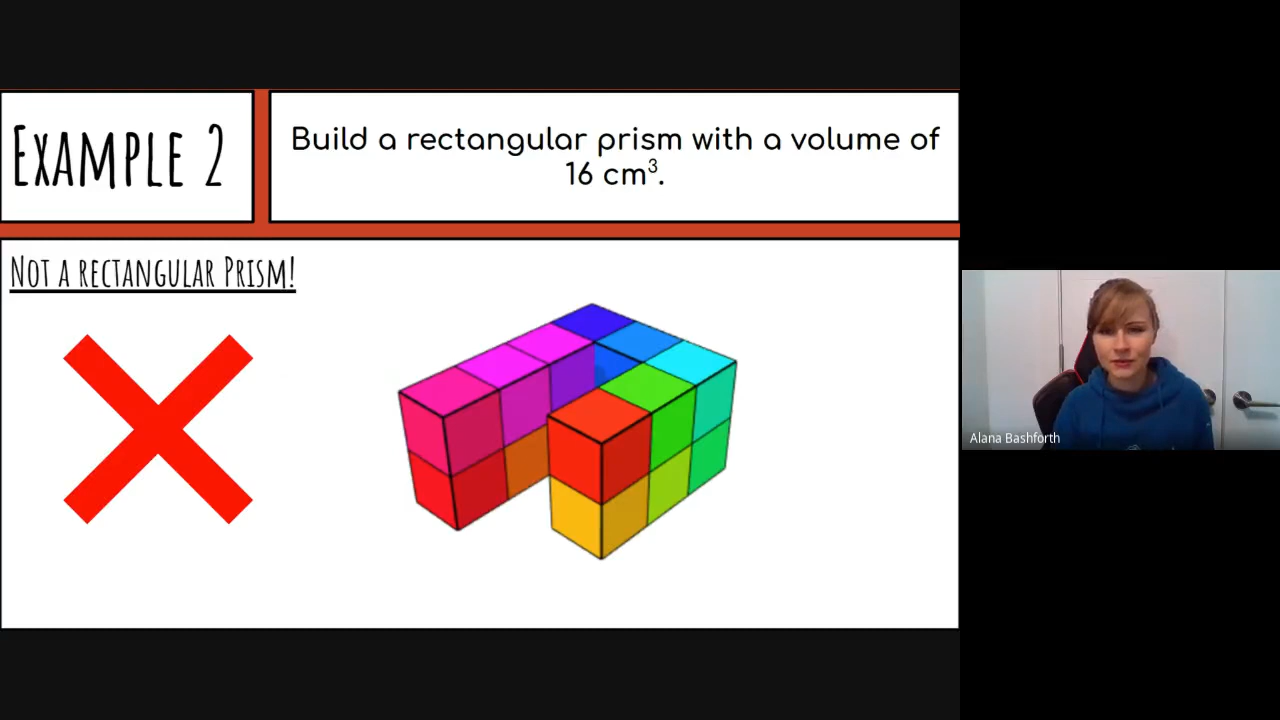 Example 2
Build a rectangular prism with a volume of
16 cm³.
Not a rectangular Prism!
Alana Bashforth